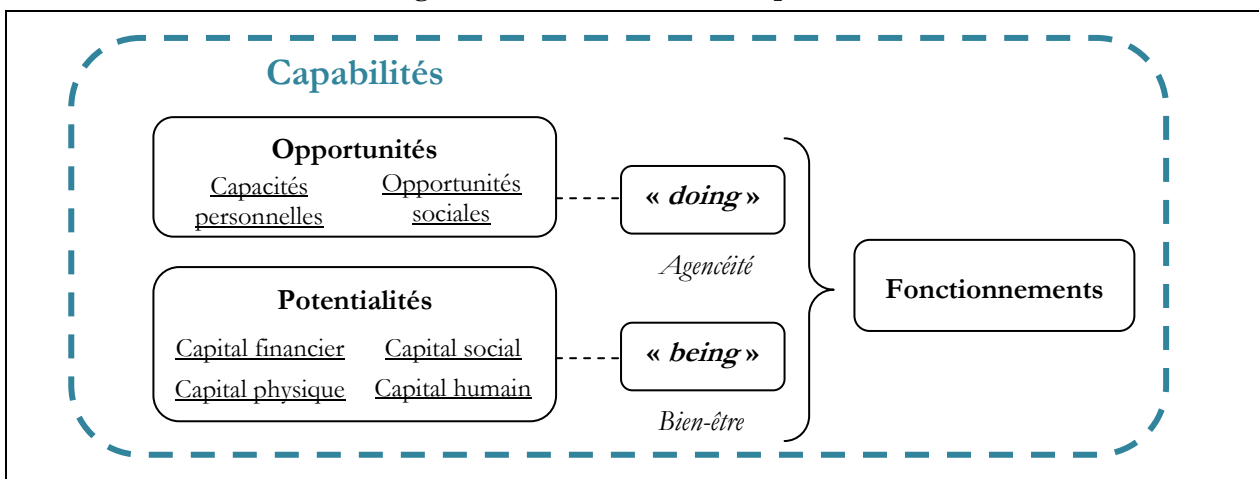 Capabilités
Opportunités
Capacités personnelles
Opportunités sociales
« doing »
Agencéité
Potentialités
Capital financier
Capital social
Capital physique
Capital humain
« being »
Bien-être
Fonctionnements